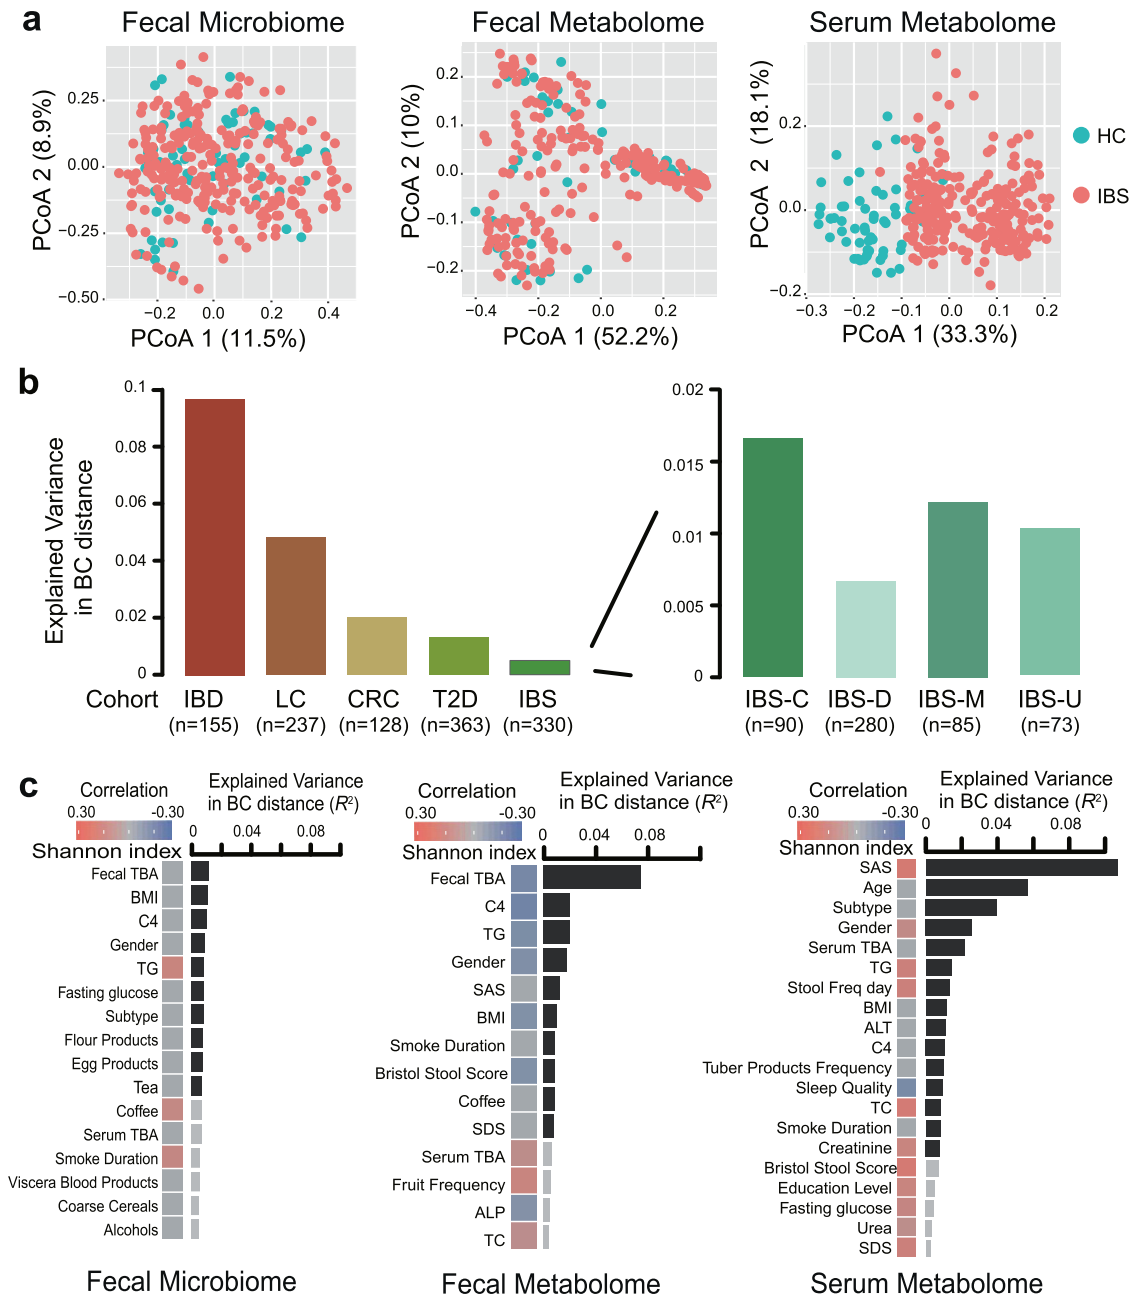 a
Fecal Microbiome
Fecal Metabolome
Serum Metabolome
PCoA 2 (8.9%)
0.25
0.00
−0.25
−0.50
−0.2
0.0
0.2
0.4
PCoA 1 (11.5%)
PCoA 2 (10%)
0.2
0.1
0.0
−0.1
−0.2
−0.4
−0.2
0.0
0.2
PCoA 1 (52.2%)
PCoA 2 (18.1%)
0.2
0.0
−0.2
−0.3
−0.2
−0.1
0.0
0.1
0.2
PCoA 1 (33.3%)
HC
IBS
b
Explained Variance
in BC distance
0.1
0.08
0.06
0.04
0.02
0
Cohort
IBD
LC
CRC
T2D
IBS
(n=155)
(n=237)
(n=128)
(n=363)
(n=330)
0.02
0.015
0.01
0.005
0
IBS-C
IBS-D
IBS-M
IBS-U
(n=90)
(n=280)
(n=85)
(n=73)
c
Correlation
0.30
-0.30
Shannon index
Explained Variance
in BC distance (R²)
0
0.04
0.08
Fecal TBA
BMI
C4
Gender
TG
Fasting glucose
Subtype
Flour Products
Egg Products
Tea
Coffee
Serum TBA
Smoke Duration
Viscera Blood Products
Coarse Cereals
Alcohols
Fecal Microbiome
Correlation
0.30
-0.30
Shannon index
Explained Variance
in BC distance (R²)
0
0.04
0.08
Fecal TBA
C4
TG
Gender
SAS
BMI
Smoke Duration
Bristol Stool Score
Coffee
SDS
Serum TBA
Fruit Frequency
ALP
TC
Fecal Metabolome
Correlation
0.30
-0.30
Shannon index
Explained Variance
in BC distance (R²)
0
0.04
0.08
SAS
Age
Subtype
Gender
Serum TBA
TG
Stool Freq day
BMI
ALT
C4
Tuber Products Frequency
Sleep Quality
TC
Smoke Duration
Creatinine
Bristol Stool Score
Education Level
Fasting glucose
Urea
SDS
Serum Metabolome